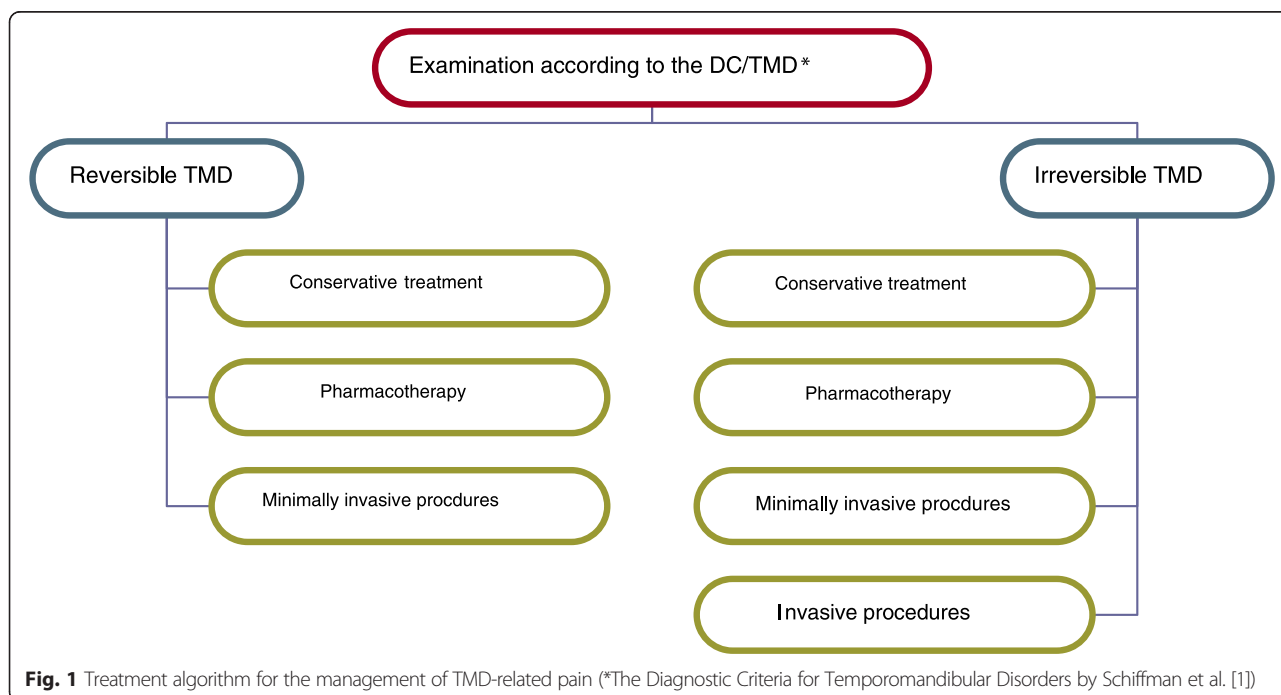 Examination according to the DC/TMD*
Reversible TMD
Irreversible TMD
Conservative treatment
Conservative treatment
Pharmacotherapy
Pharmacotherapy
Minimally invasive procdures
Minimally invasive procdures
Invasive procedures
Fig. 1 Treatment algorithm for the management of TMD-related pain (*The Diagnostic Criteria for Temporomandibular Disorders by Schiffman et al. [1])